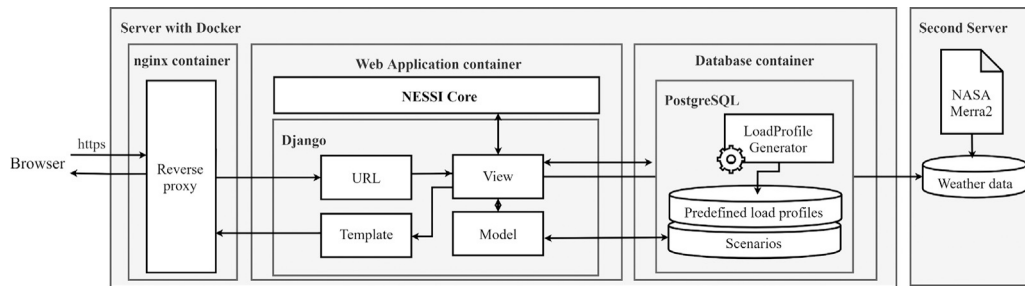 Server with Docker
Second Server
nginx container
Web Application container
Database container
NESSI Core
PostgreSQL
NASA
Merra2
Django
LoadProfile
Generator
https
Browser
Reverse
proxy
URL
View
Weather data
Predefined load profiles
Template
Model
Scenarios